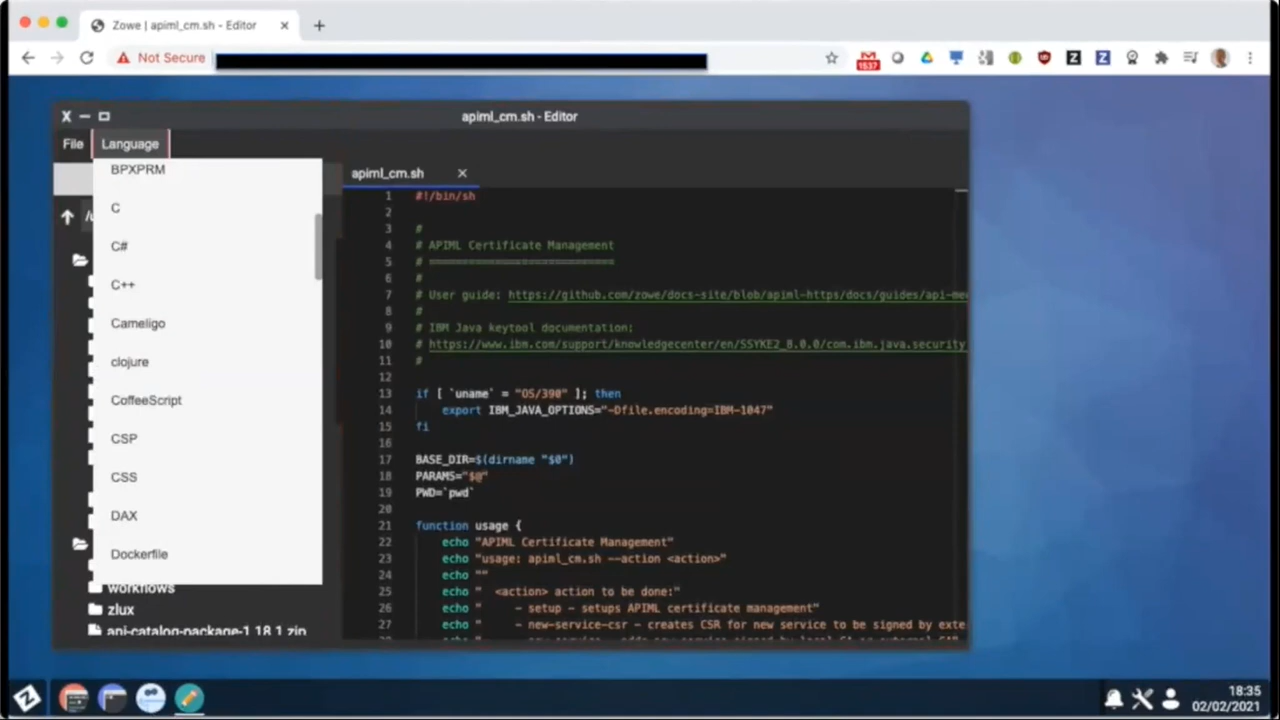 Zowe | apiml_cm.sh - Editor
Not Secure
1537
apiml_cm.sh - Editor
File
Language
BPXPRM
C
C#
C++
Cameligo
clojure
CoffeeScript
CSP
CSS
DAX
Dockerfile
workflows
zlux
api-catalog-package-1.18.1.zip
apiml_cm.sh
1 #!/bin/sh
2
3 #
4 # APIML Certificate Management
5 # ============================
6 #
7 # User guide: https://github.com/zowe/docs-site/blob/apiml-https/docs/guides/api-me
8 #
9 # IBM Java keytool documentation:
10 # https://www.ibm.com/support/knowledgecenter/en/SSYKE2_8.0.0/com.ibm.java.security
11 #
12
13 if [ `uname` = "OS/390" ]; then
14 export IBM_JAVA_OPTIONS="-Dfile.encoding=IBM-1047"
15 fi
16
17 BASE_DIR=$(dirname "$0")
18 PARAMS="$@"
19 PWD=`pwd`
20
21 function usage {
22 echo "APIML Certificate Management"
23 echo "usage: apiml_cm.sh --action <action>"
24 echo ""
25 echo " <action> action to be done:"
26 echo " - setup - setups APIML certificate management"
27 echo " - new-service-csr - creates CSR for new service to be signed by exte
18:35
02/02/2021